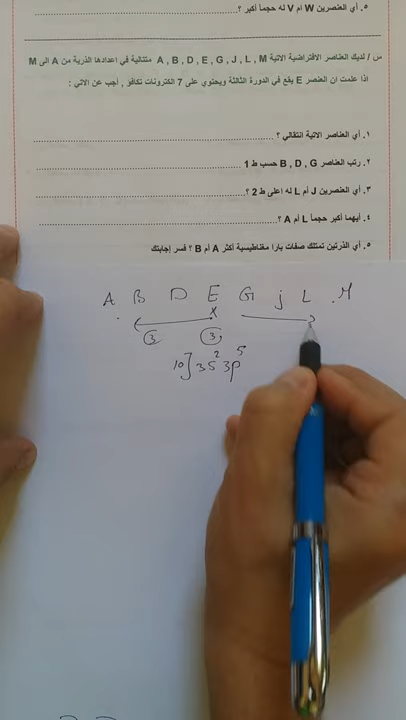 ٥. أي العنصرين W أم V له حجماً أكبر ؟
س / لديك العناصر الافتراضية الاتية A , B , D , E , G , J , L , M متتالية في اعدادها الذرية من A الى M
اذا علمت ان العنصر E يقع في الدورة الثالثة ويحتوي على 7 الكترونات تكافؤ , أجب عن الاتي :
١. أي العناصر الاتية انتقالي ؟
٢. رتب العناصر B , D , G حسب ط 1
٣. أي العنصرين J أم L له اعلى ط 2 ؟
٤. أيهما أكبر حجماً L أم A ؟
٥. أي الذرتين تمتلك صفات بارا مغناطيسية أكثر A أم B ؟ فسر إجابتك
A B D E G j L M
3 3
10] 3s² 3p⁵